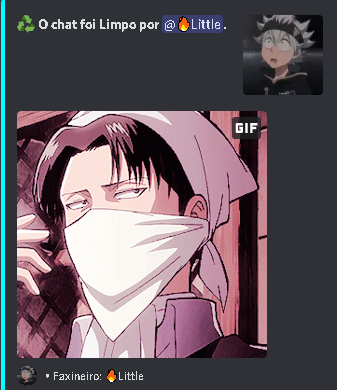 ♻️ O chat foi Limpo por @🔥Little.
GIF
• Faxineiro: 🔥Little